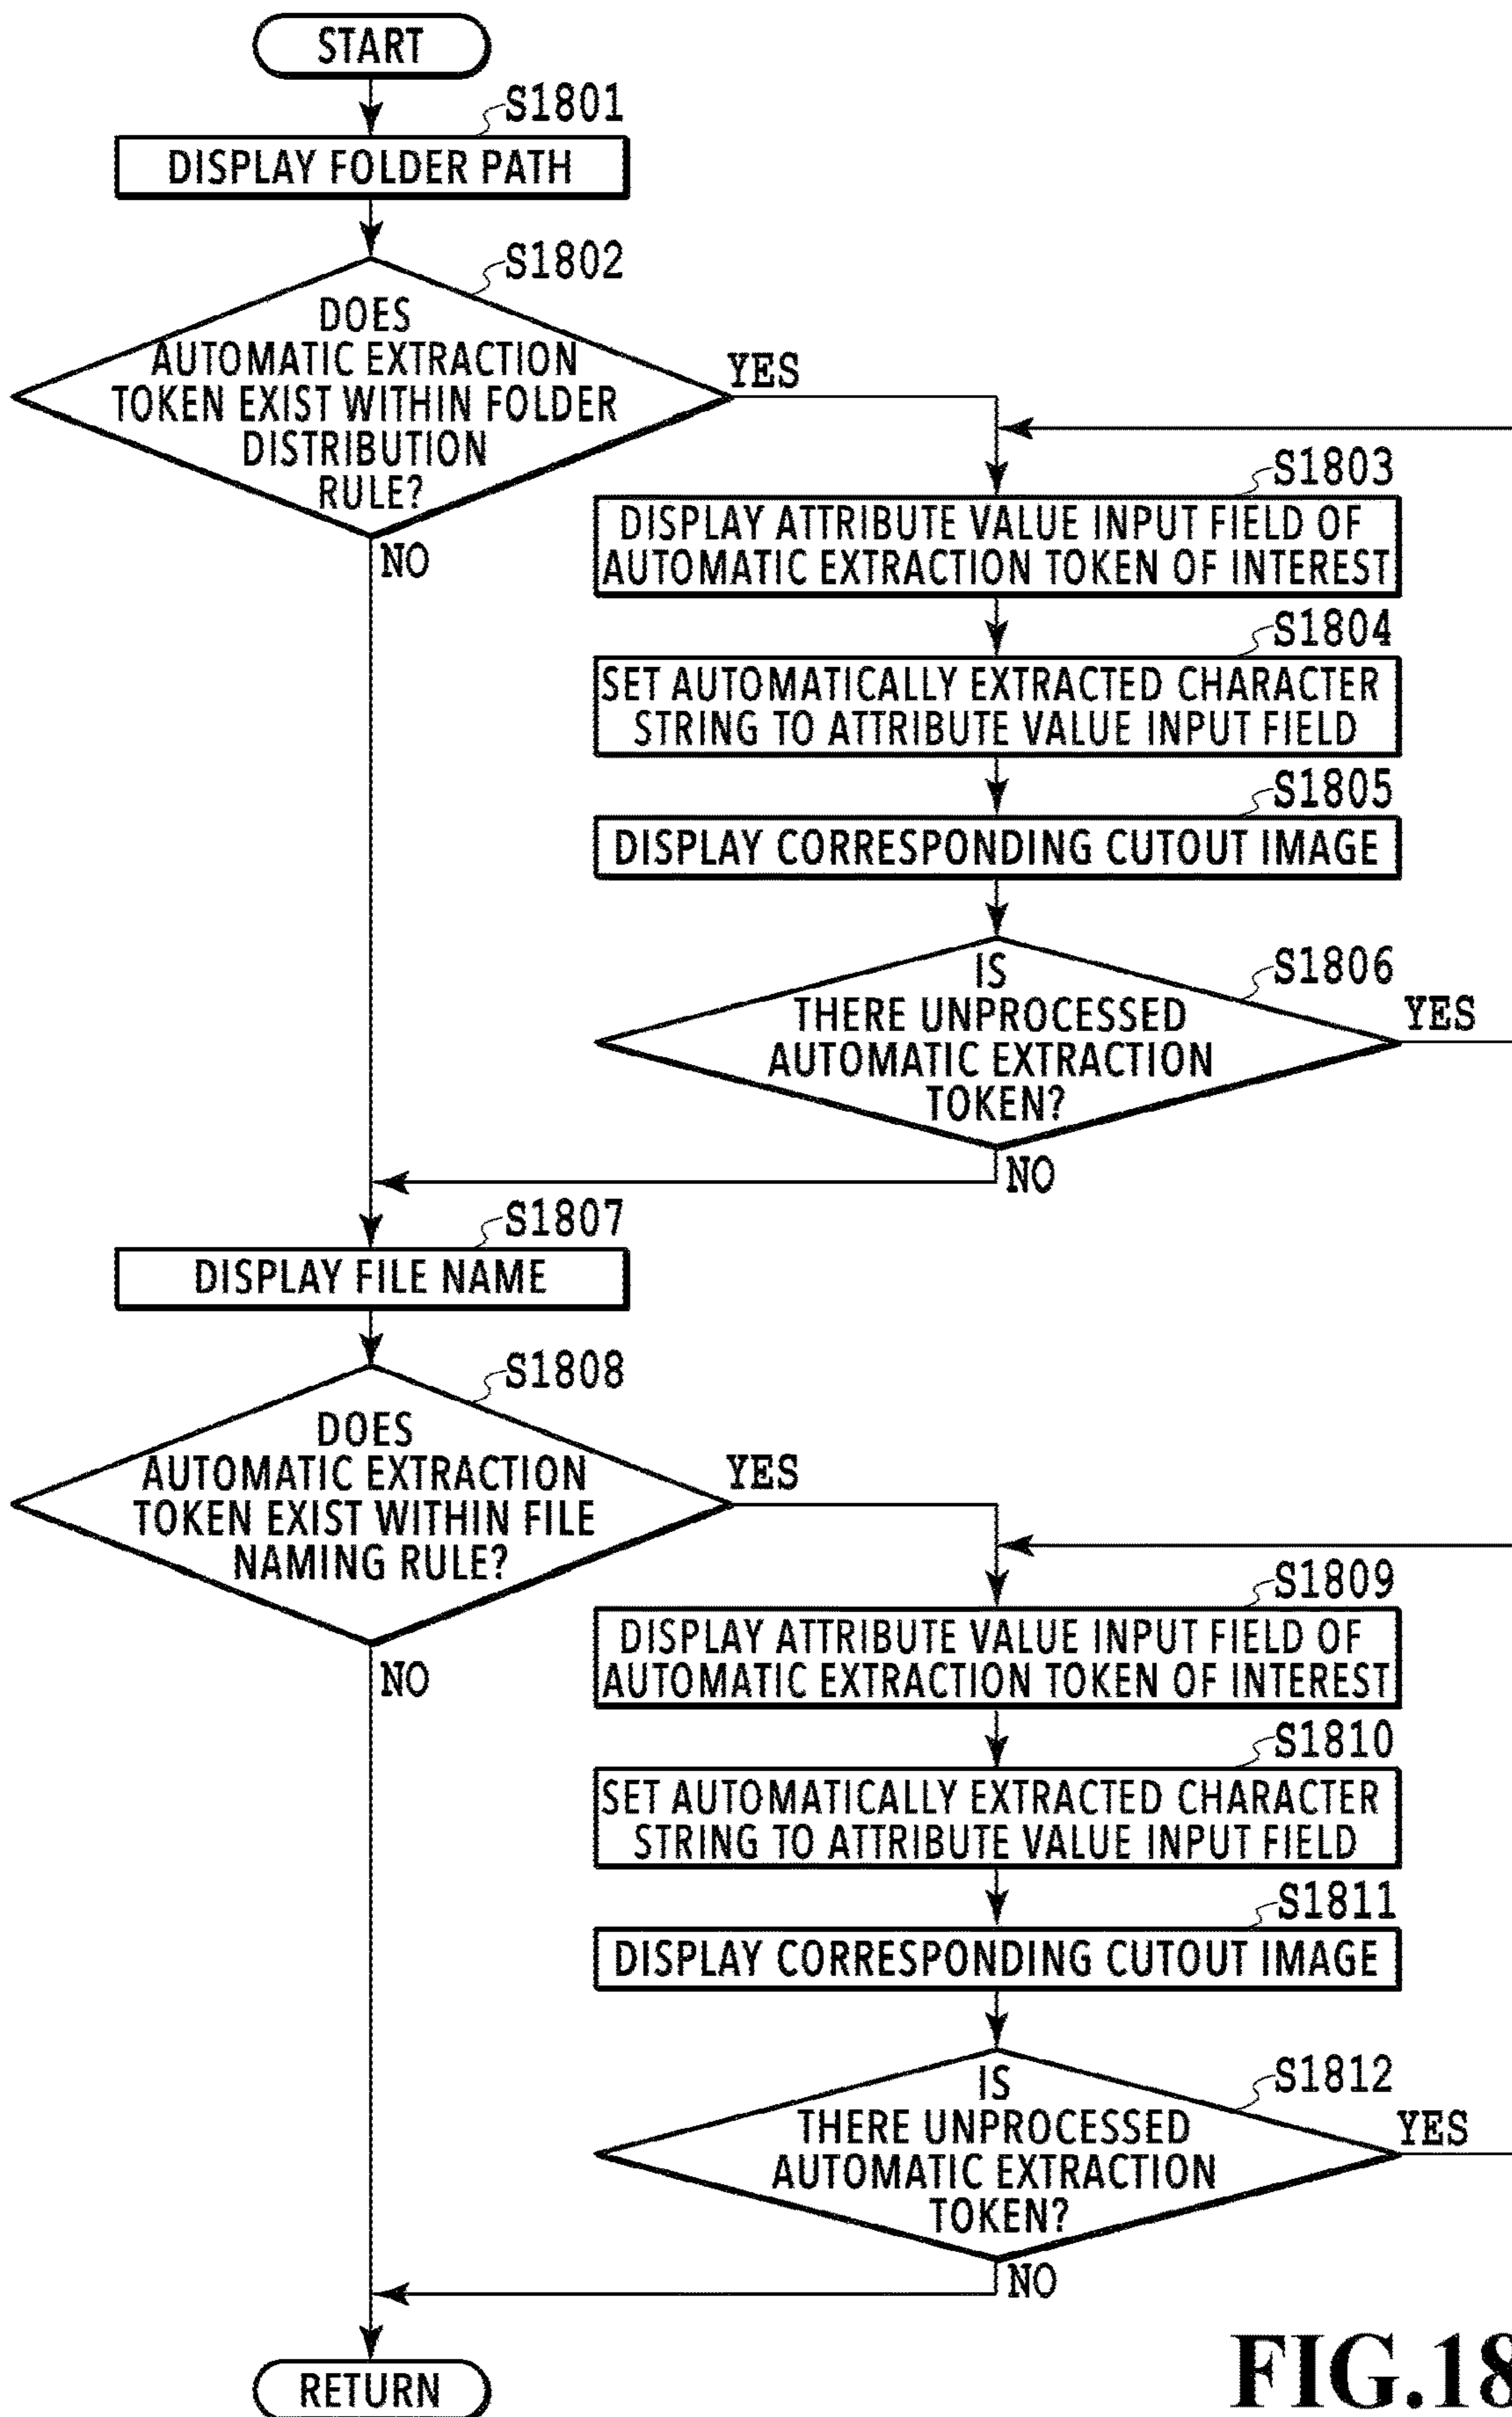 START
S1801
DISPLAY FOLDER PATH
S1802
DOES
AUTOMATIC EXTRACTION
TOKEN EXIST WITHIN FOLDER
DISTRIBUTION
RULE?
YES
NO
S1803
DISPLAY ATTRIBUTE VALUE INPUT FIELD OF
AUTOMATIC EXTRACTION TOKEN OF INTEREST
S1804
SET AUTOMATICALLY EXTRACTED CHARACTER
STRING TO ATTRIBUTE VALUE INPUT FIELD
S1805
DISPLAY CORRESPONDING CUTOUT IMAGE
S1806
IS
THERE UNPROCESSED
AUTOMATIC EXTRACTION
TOKEN?
YES
NO
S1807
DISPLAY FILE NAME
S1808
DOES
AUTOMATIC EXTRACTION
TOKEN EXIST WITHIN FILE
NAMING RULE?
YES
NO
S1809
DISPLAY ATTRIBUTE VALUE INPUT FIELD OF
AUTOMATIC EXTRACTION TOKEN OF INTEREST
S1810
SET AUTOMATICALLY EXTRACTED CHARACTER
STRING TO ATTRIBUTE VALUE INPUT FIELD
S1811
DISPLAY CORRESPONDING CUTOUT IMAGE
S1812
IS
THERE UNPROCESSED
AUTOMATIC EXTRACTION
TOKEN?
YES
NO
RETURN
FIG.18